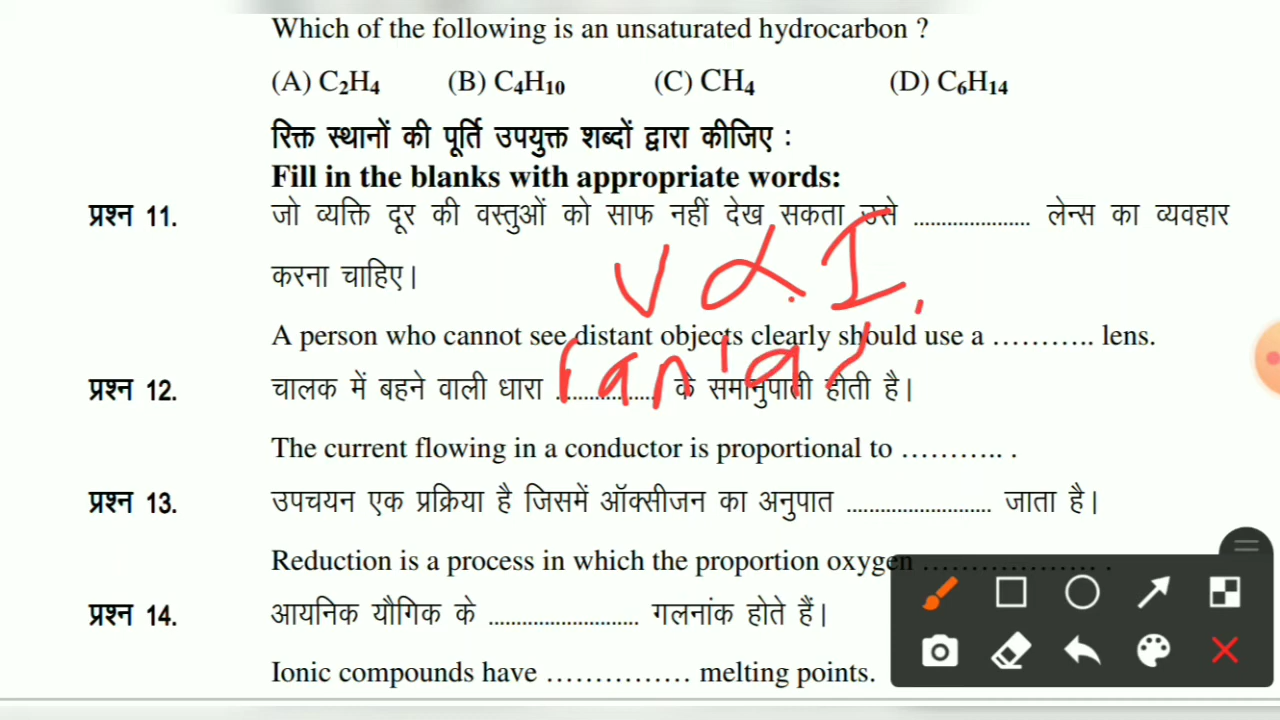 Which of the following is an unsaturated hydrocarbon ?
(A) C₂H₄ (B) C₄H₁₀ (C) CH₄ (D) C₆H₁₄
रिक्त स्थानों की पूर्ति उपयुक्त शब्दों द्वारा कीजिए :
Fill in the blanks with appropriate words:
प्रश्न 11. जो व्यक्ति दूर की वस्तुओं को साफ नहीं देख सकता उसे ..................... लेन्स का व्यवहार
करना चाहिए।
V ∝ I.
A person who cannot see distant objects clearly should use a ……….. lens.
प्रश्न 12. चालक में बहने वाली धारा ................... के समानुपाती होती है।
The current flowing in a conductor is proportional to ……….. .
प्रश्न 13. उपचयन एक प्रक्रिया है जिसमें ऑक्सीजन का अनुपात .......................... जाता है।
Reduction is a process in which the proportion oxygen ……………… .
प्रश्न 14. आयनिक यौगिक के ........................... गलनांक होते हैं।
Ionic compounds have …………… melting points.